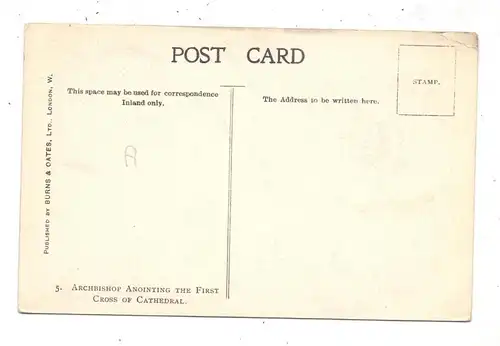 POST CARD
This space may be used for correspondence
Inland only.
The Address to be written here.
STAMP.
PUBLISHED BY BURNS & OATES, LTD., LONDON, W.
A
5. ARCHBISHOP ANOINTING THE FIRST
CROSS OF CATHEDRAL.